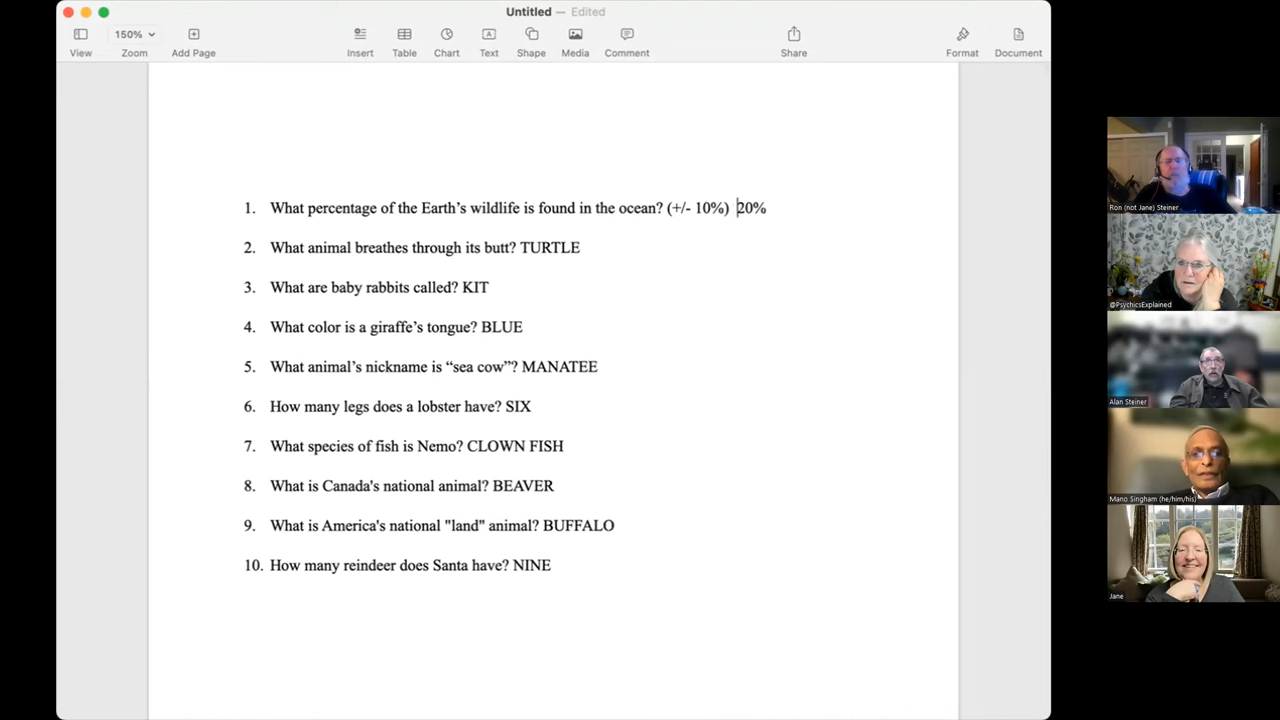 Untitled — Edited
150%
View
Zoom
Add Page
Insert
Table
Chart
Text
Shape
Media
Comment
Share
Format
Document
1. What percentage of the Earth’s wildlife is found in the ocean? (+/- 10%) 20%
2. What animal breathes through its butt? TURTLE
3. What are baby rabbits called? KIT
4. What color is a giraffe’s tongue? BLUE
5. What animal’s nickname is “sea cow”? MANATEE
6. How many legs does a lobster have? SIX
7. What species of fish is Nemo? CLOWN FISH
8. What is Canada's national animal? BEAVER
9. What is America's national "land" animal? BUFFALO
10. How many reindeer does Santa have? NINE
Ron (not Jane) Steiner
@PsychicsExplained
Alan Steiner
Mano Singham (he/him/his)
Jane